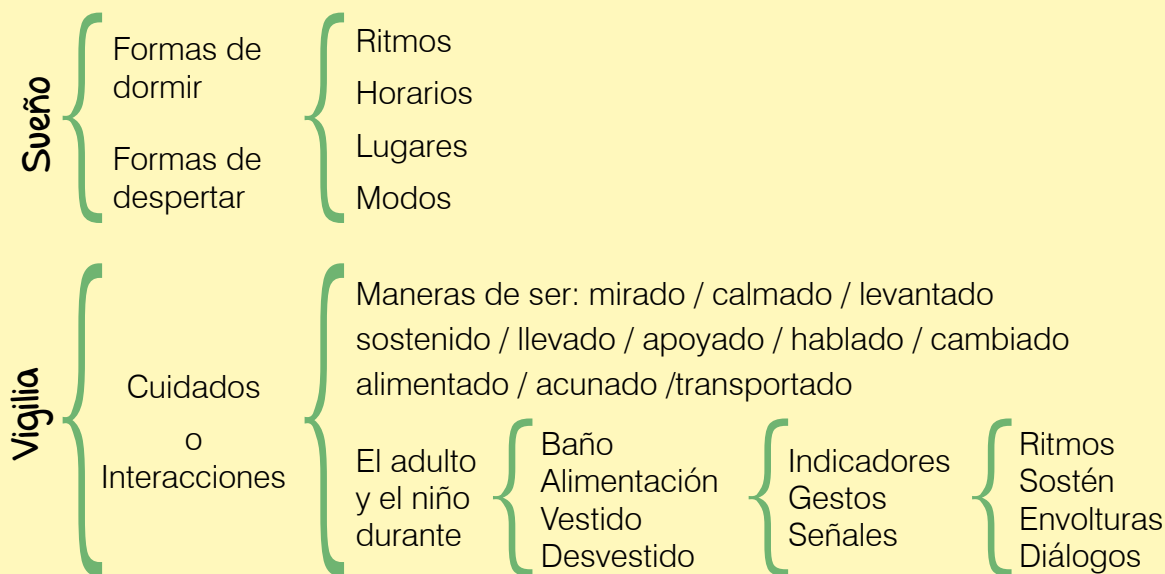 Sueño
Formas de
dormir
Formas de
despertar
Ritmos
Horarios
Lugares
Modos
Vigilia
Cuidados
o
Interacciones
Maneras de ser: mirado / calmado / levantado
sostenido / llevado / apoyado / hablado / cambiado
alimentado / acunado /transportado
El adulto
y el niño
durante
Baño
Alimentación
Vestido
Desvestido
Indicadores
Gestos
Señales
Ritmos
Sostén
Envolturas
Diálogos